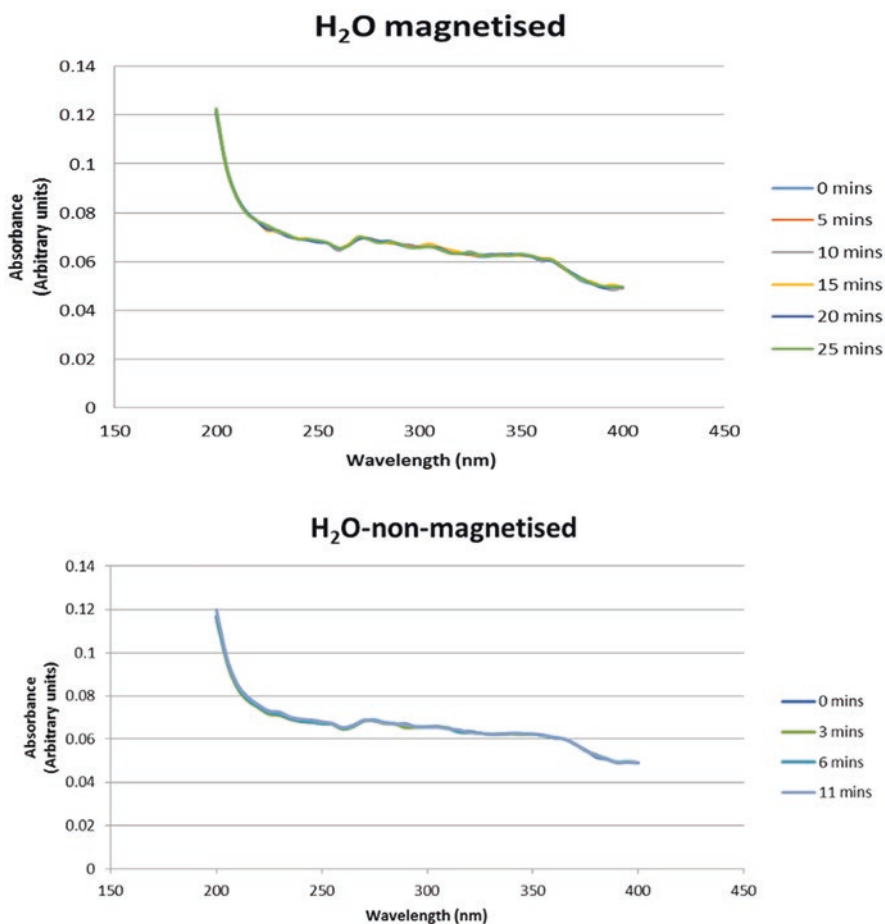 H₂O magnetised
0.14
0.12
0.1
0.08
0.06
0.04
0.02
0
150 200 250 300 350 400 450
Absorbance
(Arbitrary units)
Wavelength (nm)
0 mins
5 mins
10 mins
15 mins
20 mins
25 mins
H₂O-non-magnetised
0.14
0.12
0.1
0.08
0.06
0.04
0.02
0
150 200 250 300 350 400 450
Absorbance
(Arbitrary units)
Wavelength (nm)
0 mins
3 mins
6 mins
11 mins